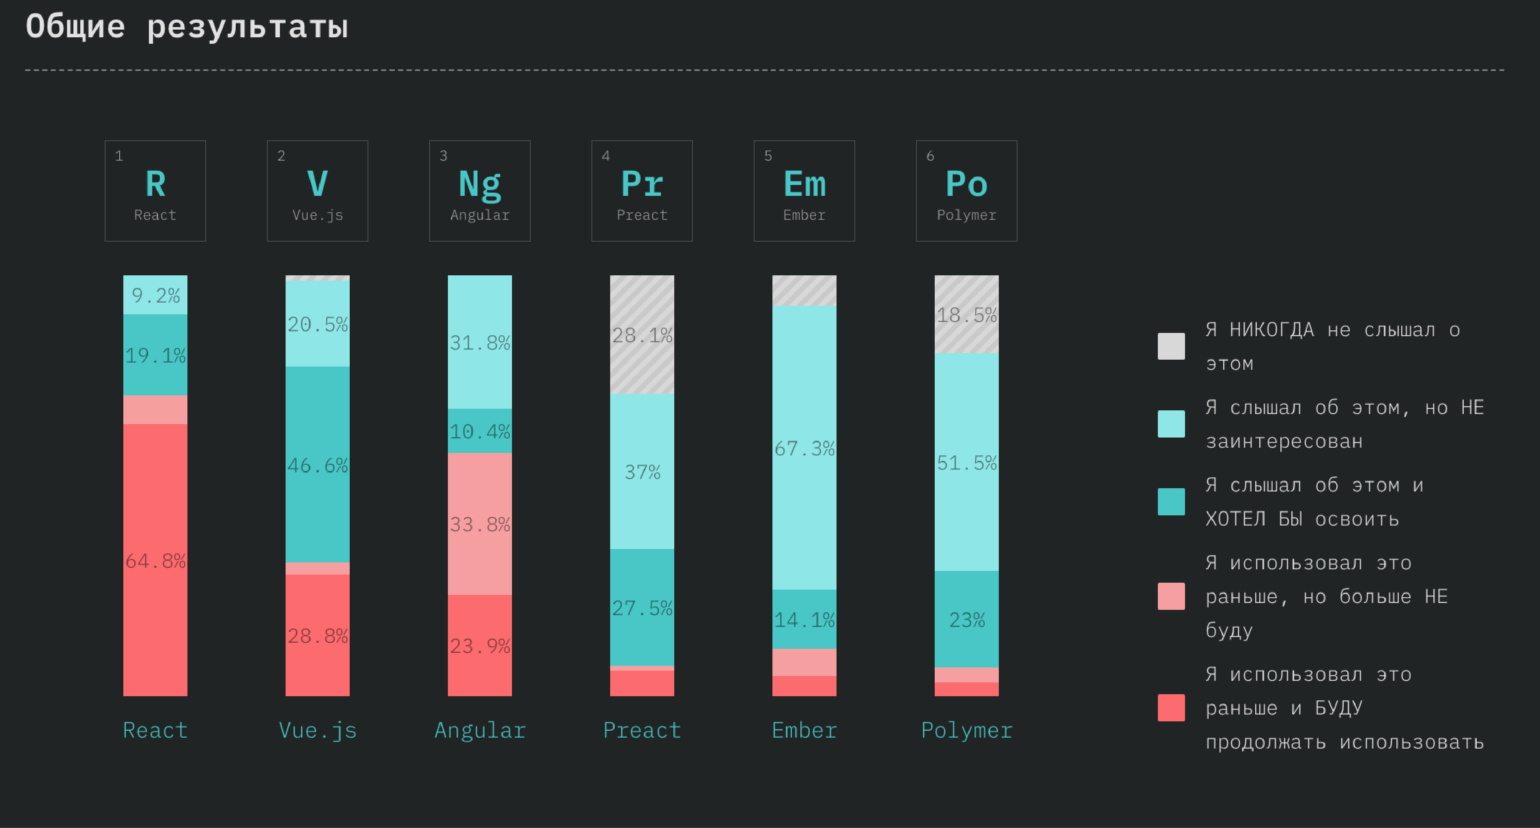 Общие результаты
1
R
React
2
V
Vue.js
3
Ng
Angular
4
Pr
Preact
5
Em
Ember
6
Po
Polymer
9.2%
19.1%
64.8%
20.5%
46.6%
28.8%
31.8%
10.4%
33.8%
23.9%
28.1%
37%
27.5%
67.3%
14.1%
18.5%
51.5%
23%
React
Vue.js
Angular
Preact
Ember
Polymer
Я НИКОГДА не слышал о
этом
Я слышал об этом, но НЕ
заинтересован
Я слышал об этом и
ХОТЕЛ БЫ освоить
Я использовал это
раньше, но больше НЕ
буду
Я использовал это
раньше и БУДУ
продолжать использовать